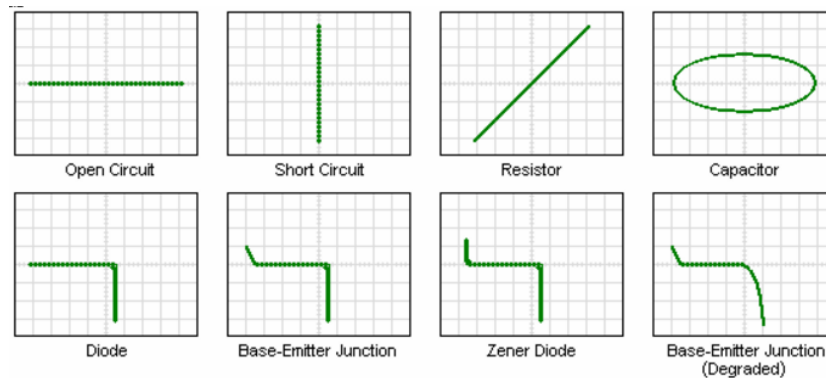 Open Circuit
Short Circuit
Resistor
Capacitor
Diode
Base-Emitter Junction
Zener Diode
Base-Emitter Junction
(Degraded)